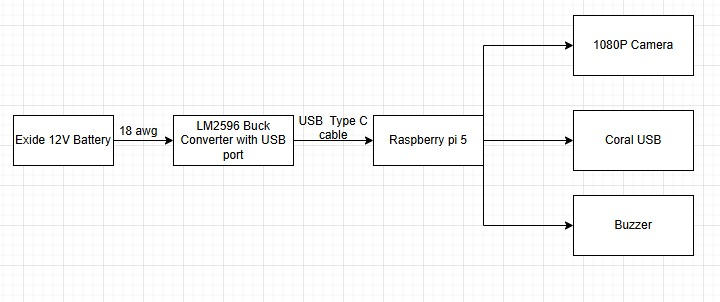 1080P Camera
Exide 12V Battery
18 awg
LM2596 Buck
Converter with USB
port
USB Type C
cable
Raspberry pi 5
Coral USB
Buzzer